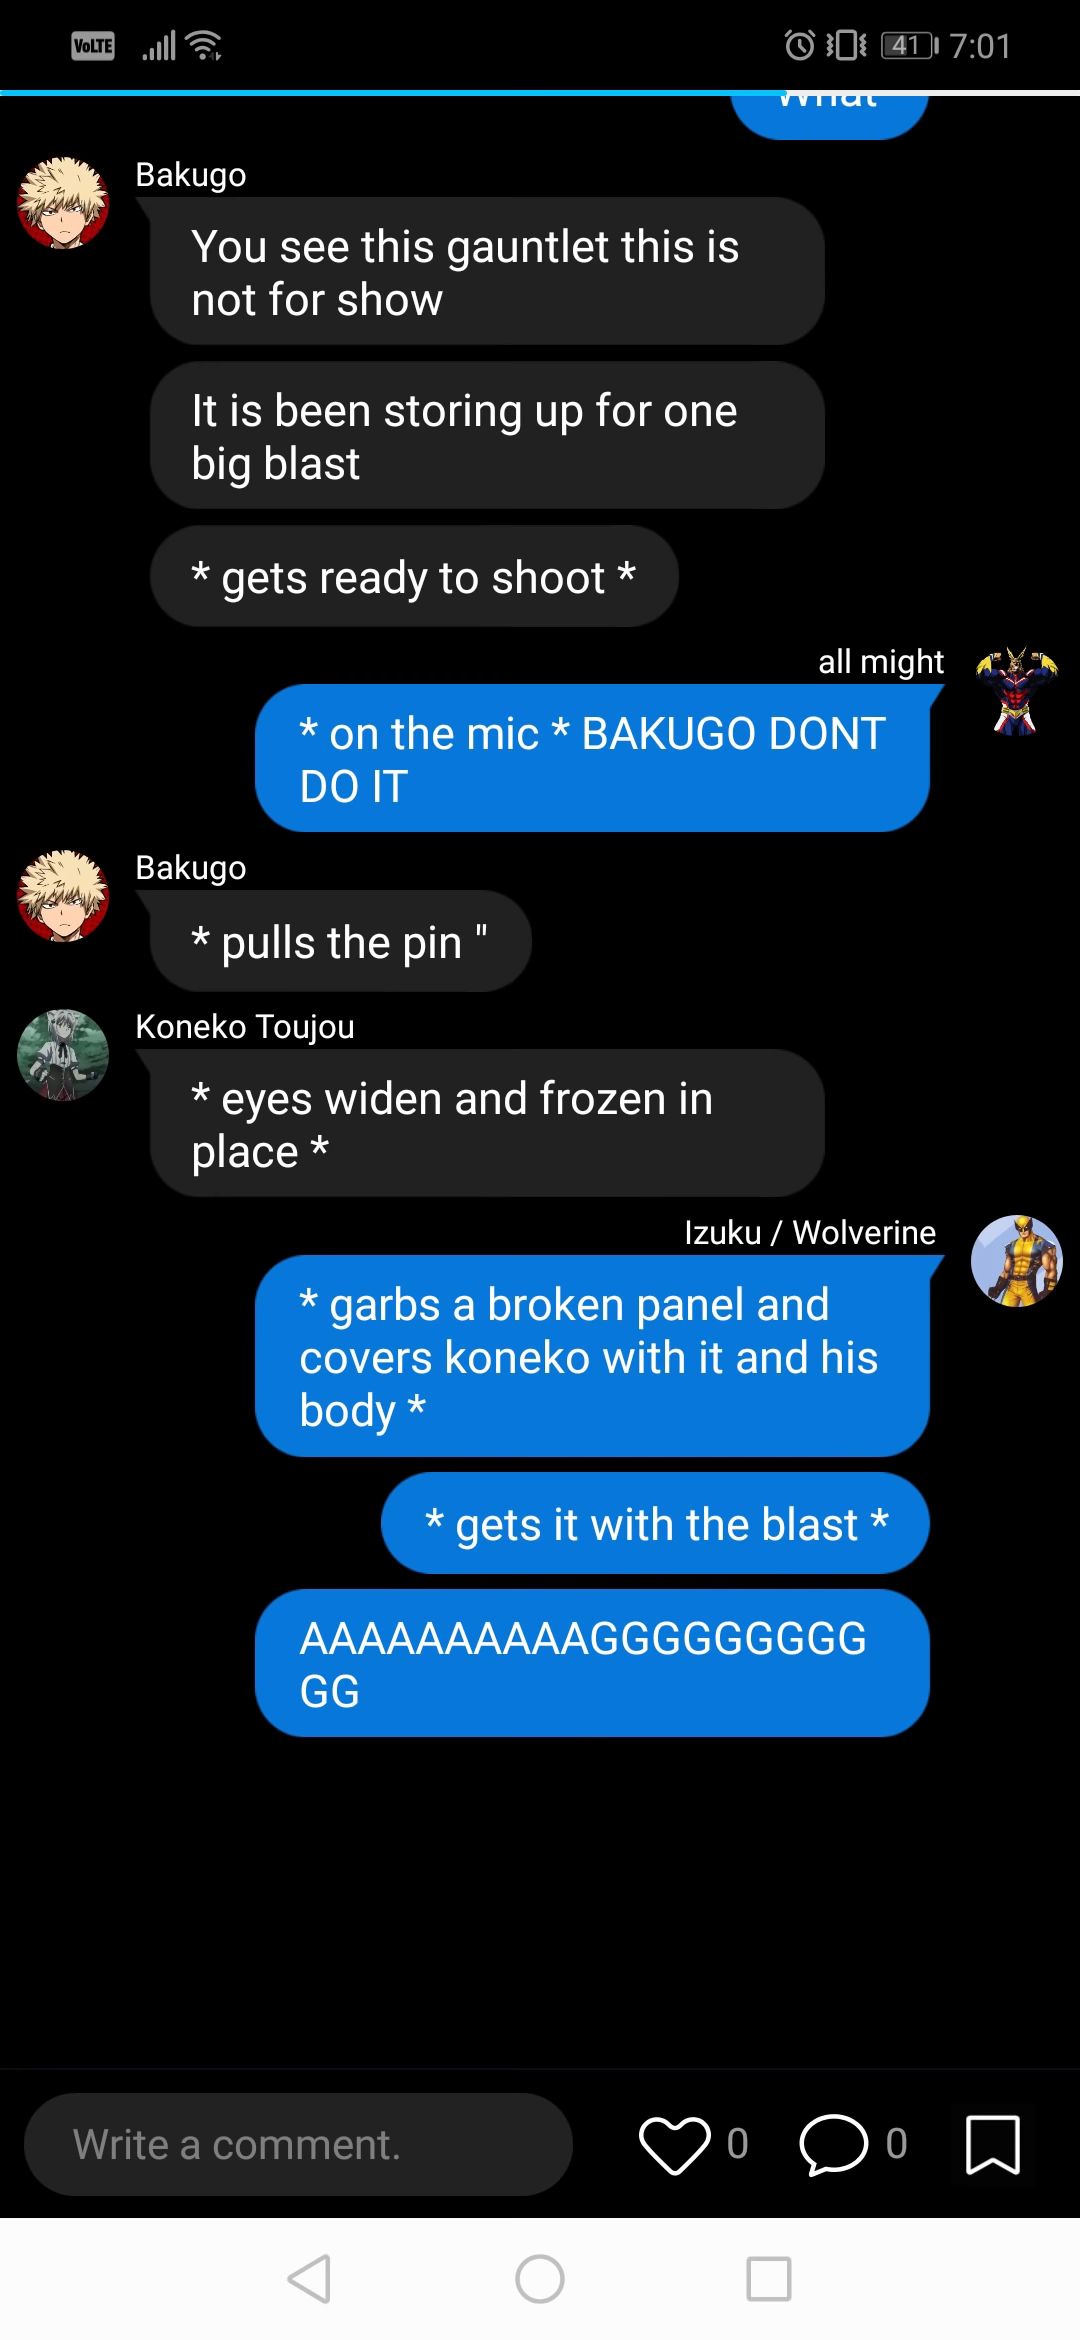 VoLTE
41 7:01
What
Bakugo
You see this gauntlet this is
not for show
It is been storing up for one
big blast
* gets ready to shoot *
all might
* on the mic * BAKUGO DONT
DO IT
Bakugo
* pulls the pin "
Koneko Toujou
* eyes widen and frozen in
place *
Izuku / Wolverine
* garbs a broken panel and
covers koneko with it and his
body *
* gets it with the blast *
AAAAAAAAAAGGGGGGGGG
GG
Write a comment.
0
0